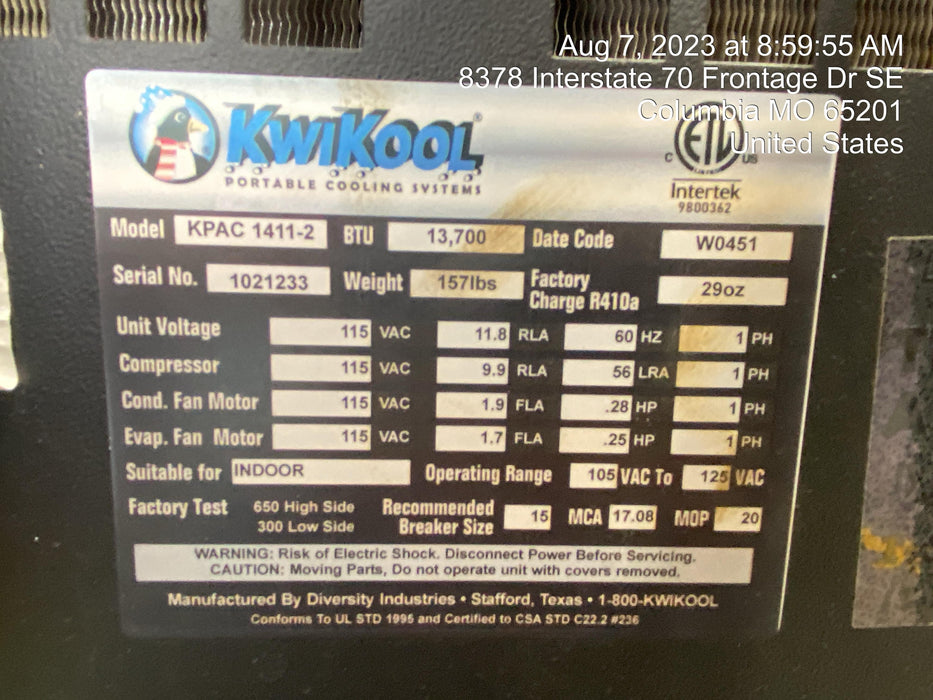 Aug 7, 2023 at 8:59:55 AM
8378 Interstate 70 Frontage Dr SE
Columbia MO 65201
United States
KWIKOOL®
PORTABLE COOLING SYSTEMS
C ETL US
Intertek
9800362
Model KPAC 1411-2 BTU 13,700 Date Code W0451
Serial No. 1021233 Weight 157lbs Factory Charge R410a 29oz
Unit Voltage 115 VAC 11.8 RLA 60 HZ 1 PH
Compressor 115 VAC 9.9 RLA 56 LRA 1 PH
Cond. Fan Motor 115 VAC 1.9 FLA .28 HP 1 PH
Evap. Fan Motor 115 VAC 1.7 FLA .25 HP 1 PH
Suitable for INDOOR Operating Range 105 VAC To 125 VAC
Factory Test 650 High Side Recommended
300 Low Side Breaker Size 15 MCA 17.08 MOP 20
WARNING: Risk of Electric Shock. Disconnect Power Before Servicing.
CAUTION: Moving Parts, Do not operate unit with covers removed.
Manufactured By Diversity Industries • Stafford, Texas • 1-800-KWIKOOL
Conforms To UL STD 1995 and Certified to CSA STD C22.2 #236